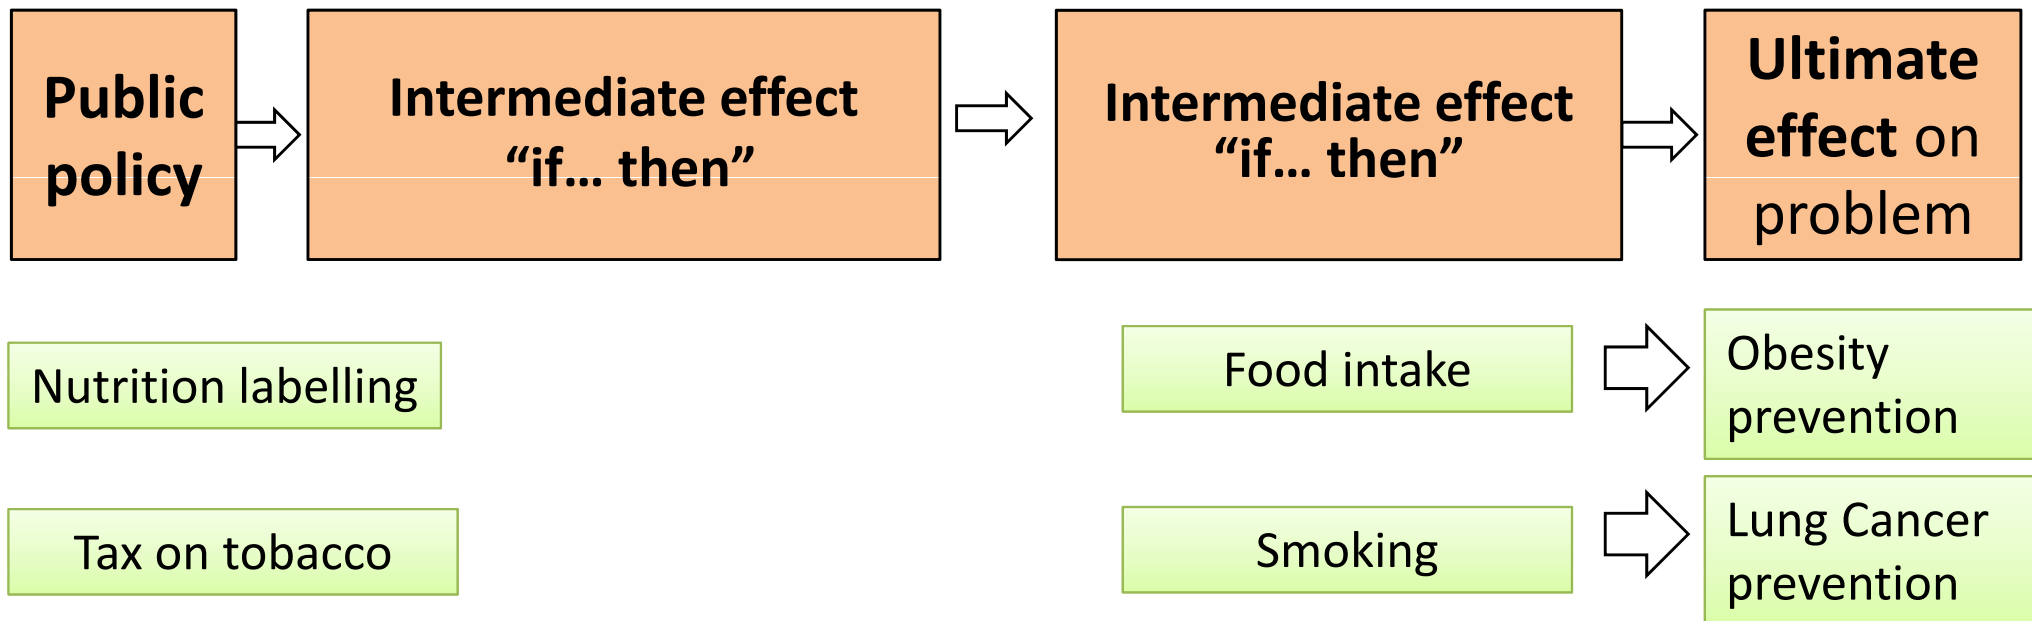 Public
policy
Intermediate effect
“if... then”
Intermediate effect
“if... then”
Ultimate
effect on
problem
Nutrition labelling
Food intake
Obesity
prevention
Tax on tobacco
Smoking
Lung Cancer
prevention